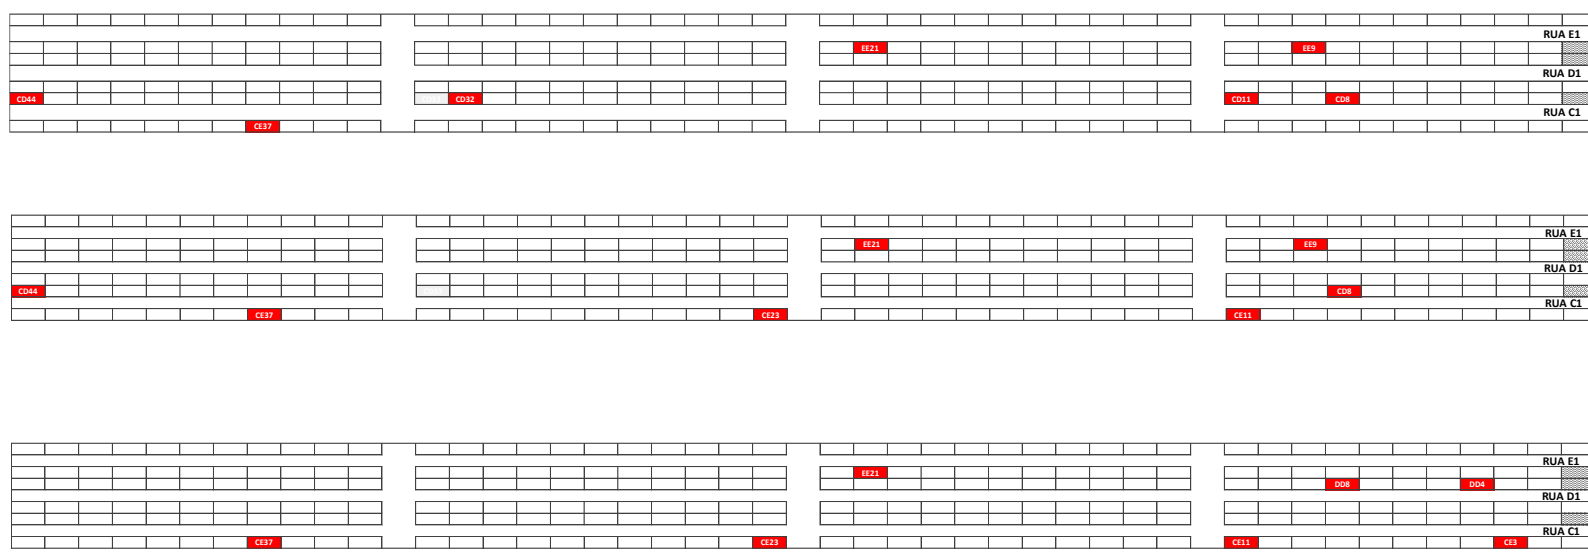 RUA E1
EE21 EE9
RUA D1
CD44 CD32 CD11 CD8
RUA C1
CE37
RUA E1
EE21 EE9
RUA D1
CD44 CD8
RUA C1
CE37 CE23 CE11
RUA E1
EE21
DD8 DD4
RUA D1
RUA C1
CE37 CE23 CE11 CE3